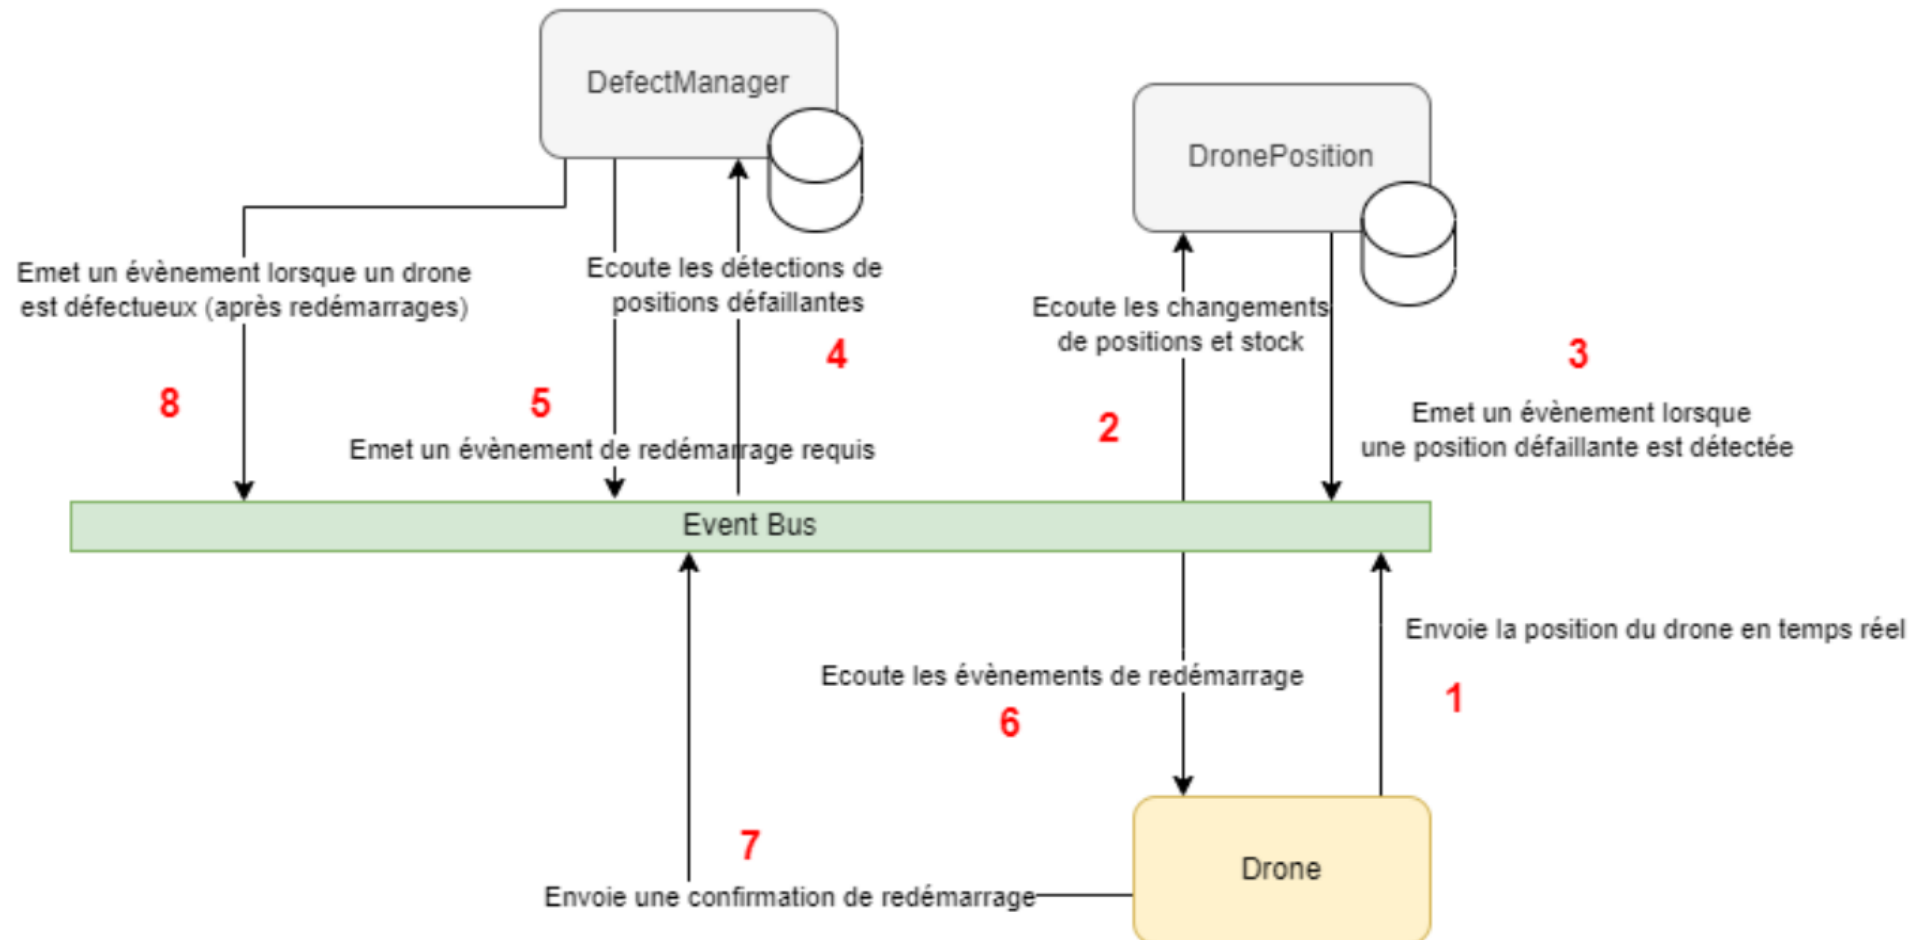 DefectManager
DronePosition
Emet un évènement lorsque un drone
est défectueux (après redémarrages)
Ecoute les détections de
positions défaillantes
Ecoute les changements
de positions et stock
4
3
8
5
2
Emet un évènement lorsque
une position défaillante est détectée
Emet un évènement de redémarrage requis
Event Bus
Envoie la position du drone en temps réel
Ecoute les évènements de redémarrage
1
6
7
Drone
Envoie une confirmation de redémarrage